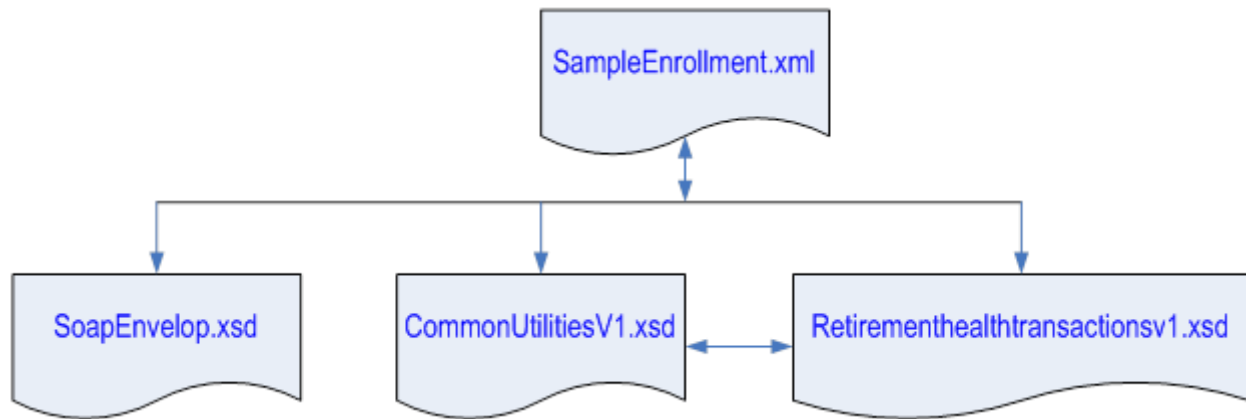 SampleEnrollment.xml
SoapEnvelop.xsd
CommonUtilitiesV1.xsd
Retirementhealthtransactionsv1.xsd